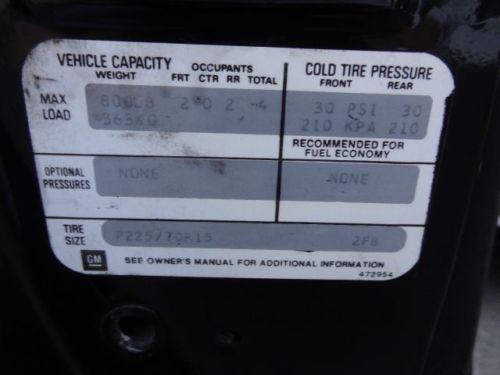 VEHICLE CAPACITY OCCUPANTS COLD TIRE PRESSURE
WEIGHT FRT CTR RR TOTAL FRONT REAR
MAX LOAD 800LB 2 0 2 4 30 PSI 30
363KG 210 KPA 210
RECOMMENDED FOR
FUEL ECONOMY
OPTIONAL PRESSURES NONE NONE
TIRE SIZE P225/70R15 2FB
GM SEE OWNER'S MANUAL FOR ADDITIONAL INFORMATION
472954